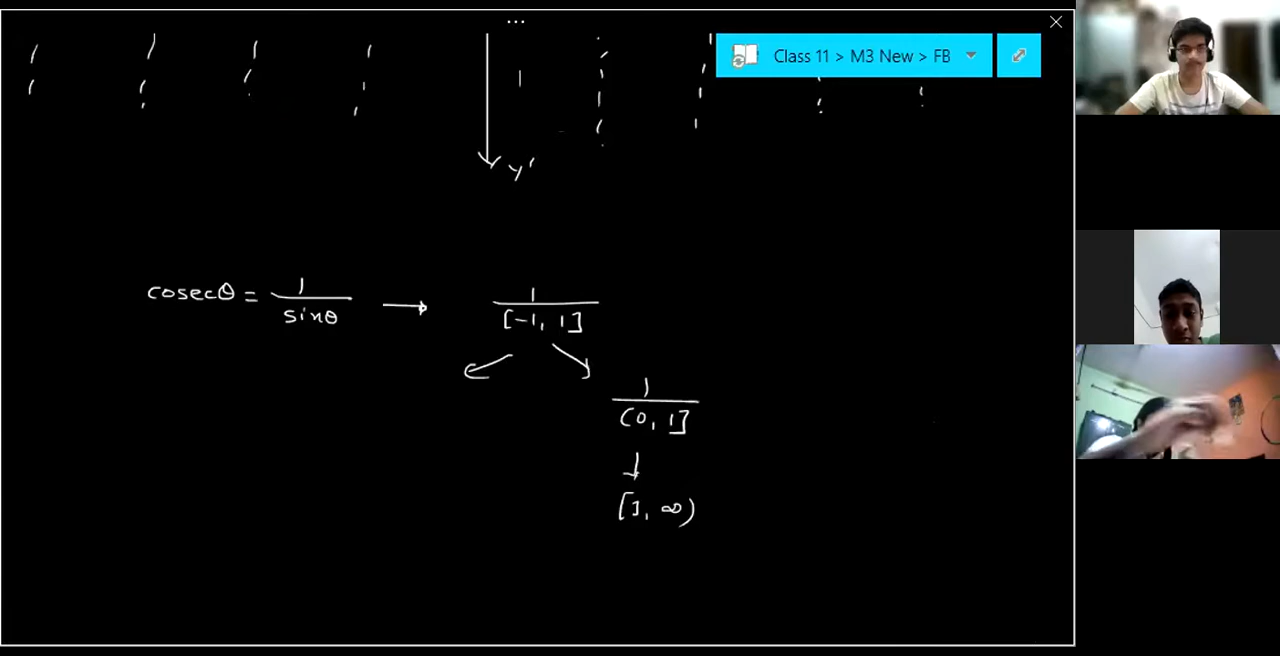 ...
Class 11 > M3 New > FB
Y'
cosecθ = 1/sinθ → 1/[-1, 1]
1/(0, 1]
↓
[1, ∞)